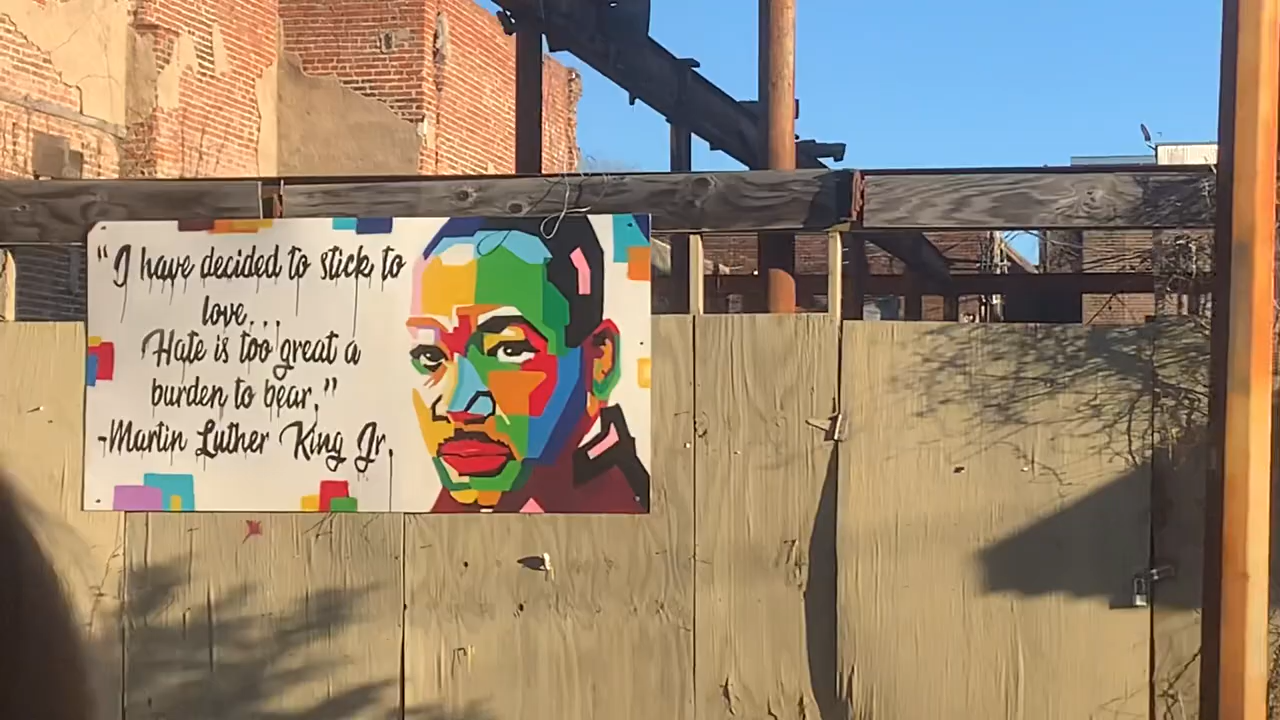 “I have decided to stick to
love...
Hate is too great a
burden to bear.”
-Martin Luther King Jr.